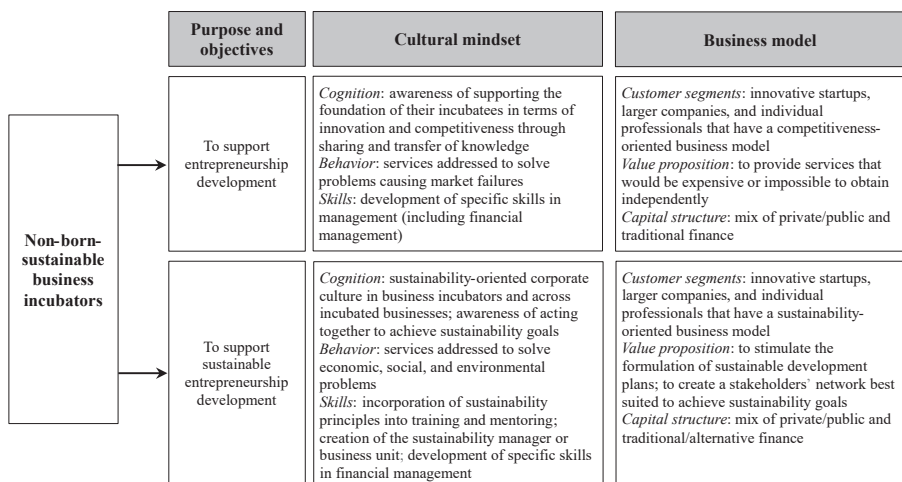 Purpose and
objectives
Cultural mindset
Business model
Non-born-
sustainable
business
incubators
To support
entrepreneurship
development
Cognition: awareness of supporting the
foundation of their incubatees in terms of
innovation and competitiveness through
sharing and transfer of knowledge
Behavior: services addressed to solve
problems causing market failures
Skills: development of specific skills in
management (including financial
management)
Customer segments: innovative startups,
larger companies, and individual
professionals that have a competitiveness-
oriented business model
Value proposition: to provide services that
would be expensive or impossible to obtain
independently
Capital structure: mix of private/public and
traditional finance
To support
sustainable
entrepreneurship
development
Cognition: sustainability-oriented corporate
culture in business incubators and across
incubated businesses; awareness of acting
together to achieve sustainability goals
Behavior: services addressed to solve
economic, social, and environmental
problems
Skills: incorporation of sustainability
principles into training and mentoring;
creation of the sustainability manager or
business unit; development of specific skills
in financial management
Customer segments: innovative startups,
larger companies, and individual
professionals that have a sustainability-
oriented business model
Value proposition: to stimulate the
formulation of sustainable development
plans; to create a stakeholders' network best
suited to achieve sustainability goals
Capital structure: mix of private/public and
traditional/alternative finance